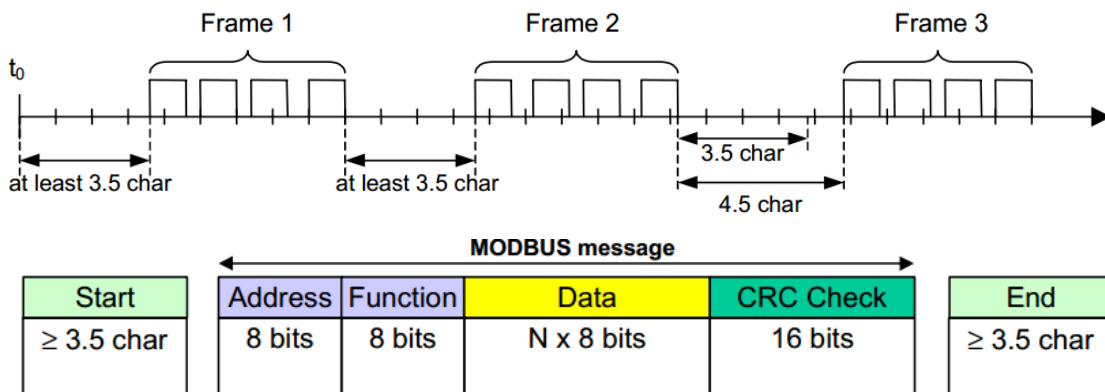 Frame 1 Frame 2 Frame 3
t0
3.5 char
at least 3.5 char at least 3.5 char
4.5 char
MODBUS message
Start Address Function Data CRC Check End
≥ 3.5 char 8 bits 8 bits N x 8 bits 16 bits ≥ 3.5 char